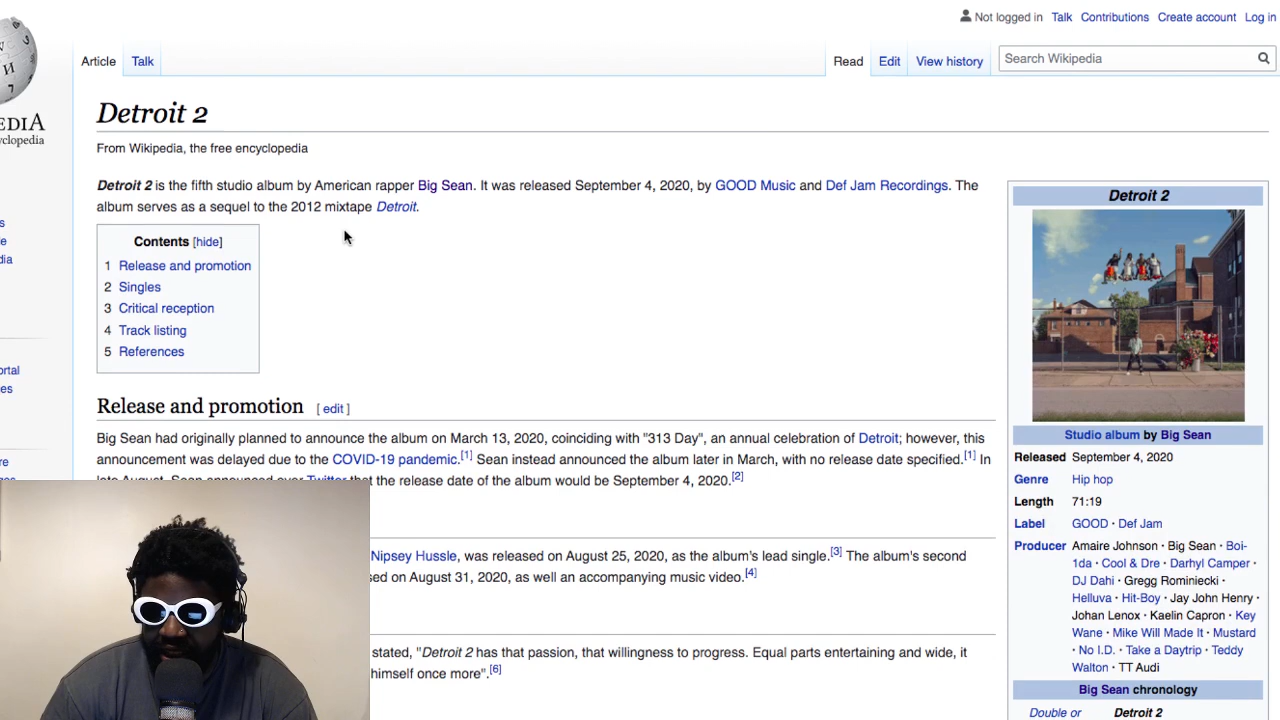 Not logged in Talk Contributions Create account Log in
EDIA
cyclopedia
Article Talk Read Edit View history Search Wikipedia
Detroit 2
From Wikipedia, the free encyclopedia
Detroit 2 is the fifth studio album by American rapper Big Sean. It was released September 4, 2020, by GOOD Music and Def Jam Recordings. The
album serves as a sequel to the 2012 mixtape Detroit.
Contents [hide]
1 Release and promotion
2 Singles
3 Critical reception
4 Track listing
5 References
Release and promotion [ edit ]
Big Sean had originally planned to announce the album on March 13, 2020, coinciding with "313 Day", an annual celebration of Detroit; however, this
announcement was delayed due to the COVID-19 pandemic.[1] Sean instead announced the album later in March, with no release date specified.[1] In
late August, Sean announced over Twitter that the release date of the album would be September 4, 2020.[2]
Nipsey Hussle, was released on August 25, 2020, as the album's lead single.[3] The album's second
sed on August 31, 2020, as well an accompanying music video.[4]
stated, "Detroit 2 has that passion, that willingness to progress. Equal parts entertaining and wide, it
himself once more".[6]
Detroit 2
Studio album by Big Sean
Released September 4, 2020
Genre Hip hop
Length 71:19
Label GOOD · Def Jam
Producer Amaire Johnson · Big Sean · Boi-
1da · Cool & Dre · Darhyl Camper ·
DJ Dahi · Gregg Rominiecki ·
Helluva · Hit-Boy · Jay John Henry ·
Johan Lenox · Kaelin Capron · Key
Wane · Mike Will Made It · Mustard
· No I.D. · Take a Daytrip · Teddy
Walton · TT Audi
Big Sean chronology
Double or Detroit 2